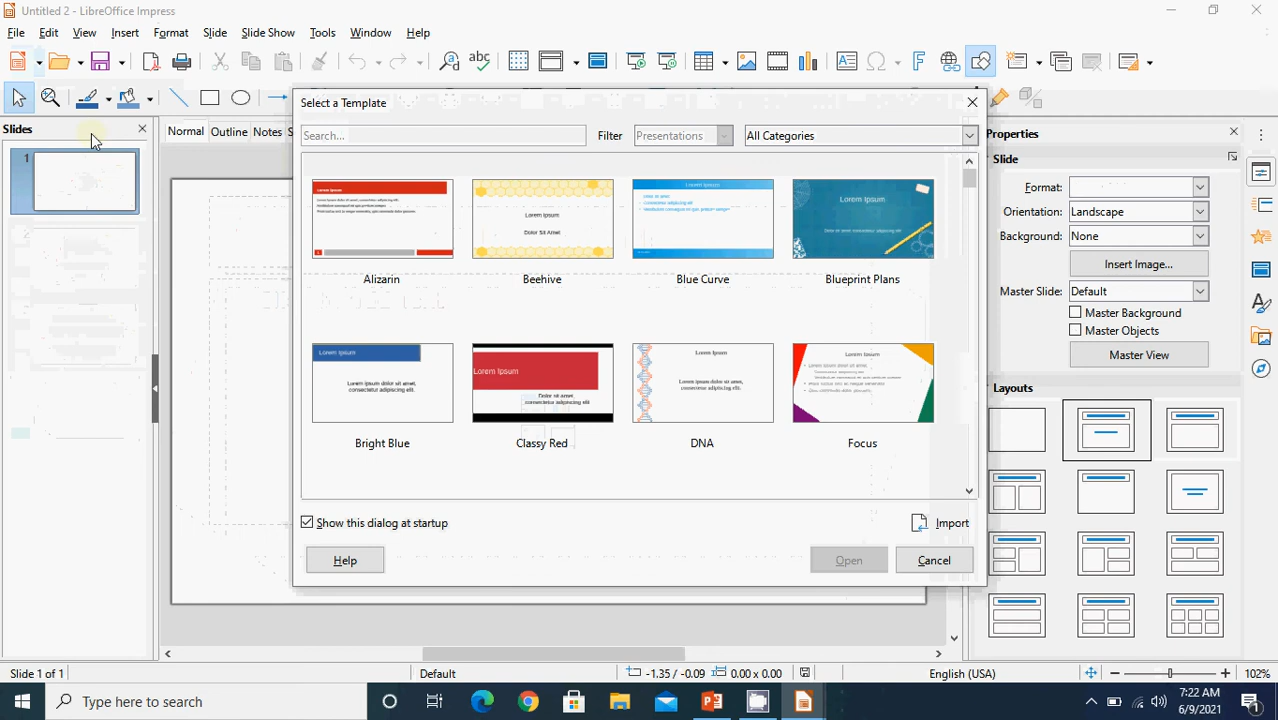 Untitled 2 - LibreOffice Impress
File Edit View Insert Format Slide Slide Show Tools Window Help
Select a Template
Slides
Normal Outline Notes S
Properties
Search...
Filter
Presentations
All Categories
Slide
1
Format:
Orientation: Landscape
Background: None
Insert Image...
Master Slide: Default
Master Background
Master Objects
Master View
Layouts
Lorem Ipsum
Lorem Ipsum
Dolor Sit Amet
Lorem Ipsum
Lorem Ipsum
Alizarin
Beehive
Blue Curve
Blueprint Plans
Lorem Ipsum
Lorem ipsum dolor sit amet,
consectetur adipiscing elit
Lorem Ipsum
Dolor sit amet,
consectetur adipiscing elit
Lorem Ipsum
Lorem ipsum dolor sit amet,
consectetur adipiscing elit
Lorem Ipsum
Bright Blue
Classy Red
DNA
Focus
Show this dialog at startup
Import
Help
Open
Cancel
Slide 1 of 1
Default
-1.35 / -0.09
0.00 x 0.00
English (USA)
102%
Type here to search
7:22 AM
6/9/2021
1